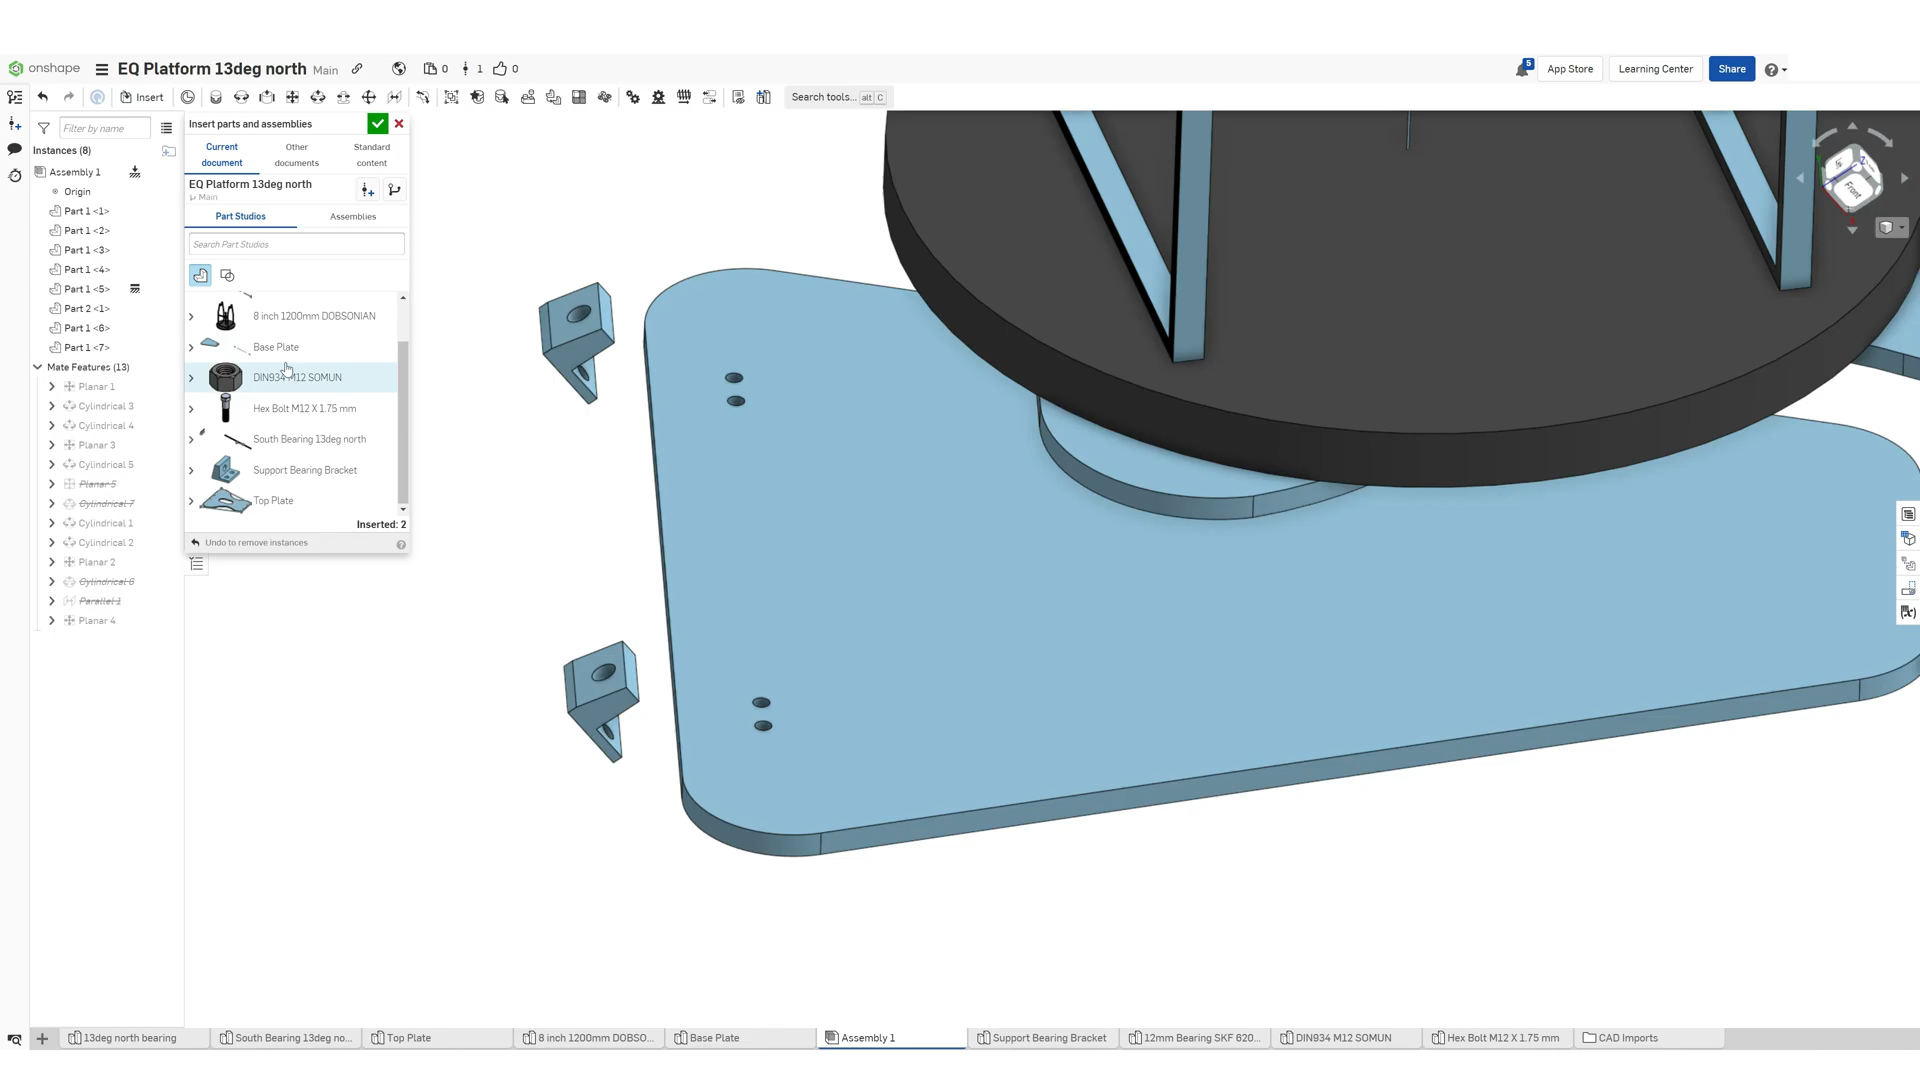 onshape
EQ Platform 13deg north Main
0 1 0
5
App Store
Learning Center
Share
Insert
Search tools... alt C
Filter by name
Instances (8)
Assembly 1
Origin
Part 1 <1>
Part 1 <2>
Part 1 <3>
Part 1 <4>
Part 1 <5>
Part 2 <1>
Part 1 <6>
Part 1 <7>
Mate Features (13)
Planar 1
Cylindrical 3
Cylindrical 4
Planar 3
Cylindrical 5
Planar 5
Cylindrical 7
Cylindrical 1
Cylindrical 2
Planar 2
Cylindrical 6
Parallel 1
Planar 4
Insert parts and assemblies
Current document
Other documents
Standard content
EQ Platform 13deg north
Main
Part Studios
Assemblies
Search Part Studios
8 inch 1200mm DOBSONIAN
Base Plate
DIN934 M12 SOMUN
Hex Bolt M12 X 1.75 mm
South Bearing 13deg north
Support Bearing Bracket
Top Plate
Inserted: 2
Undo to remove instances
Z
Front
(x)
13deg north bearing
South Bearing 13deg no...
Top Plate
8 inch 1200mm DOBSO...
Base Plate
Assembly 1
Support Bearing Bracket
12mm Bearing SKF 620...
DIN934 M12 SOMUN
Hex Bolt M12 X 1.75 mm
CAD Imports